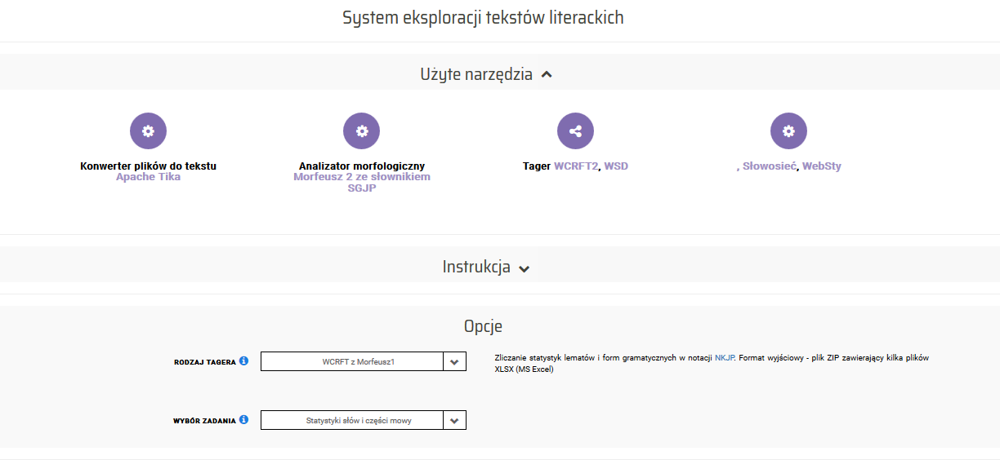 System eksploracji tekstów literackich
Użyte narzędzia
Konwerter plików do tekstu
Apache Tika
Analizator morfologiczny
Morfeusz 2 ze słownikiem
SGJP
Tager WCRFT2, WSD
, Słowosieć, WebSty
Instrukcja
Opcje
RODZAJ TAGERA
WCRFT z Morfeusz1
Zliczanie statystyk lematów i form gramatycznych w notacji NKJP. Format wyjściowy - plik ZIP zawierający kilka plików
XLSX (MS Excel)
WYBÓR ZADANIA
Statystyki słów i części mowy